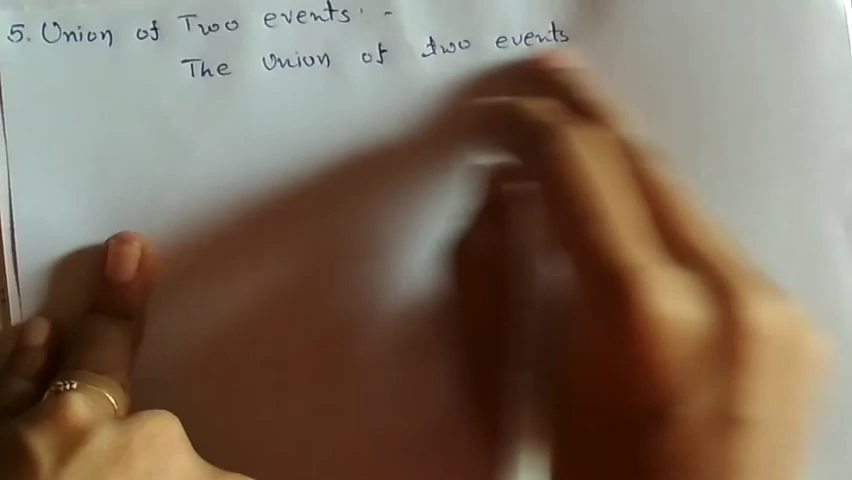 5. Union of Two events:-
The Union of two events